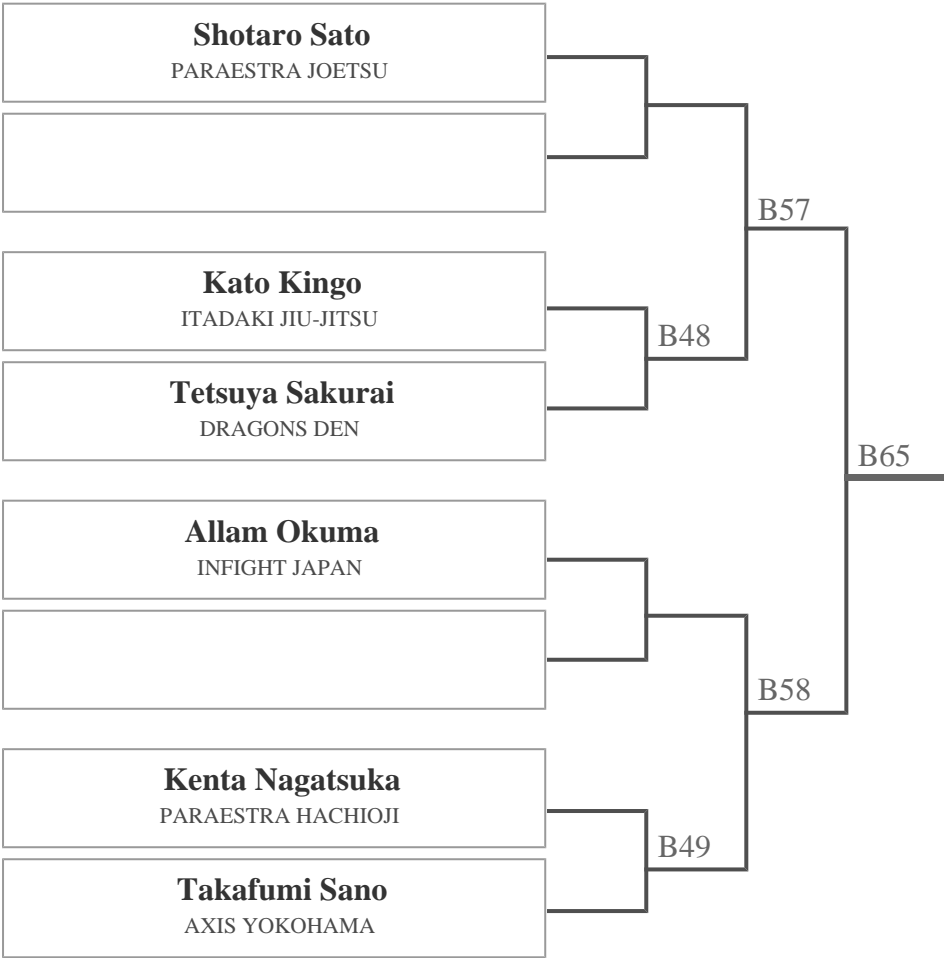 Shotaro Sato
PARAESTRA JOETSU
B57
Kato Kingo
ITADAKI JIU-JITSU
B48
Tetsuya Sakurai
DRAGONS DEN
B65
Allam Okuma
INFIGHT JAPAN
B58
Kenta Nagatsuka
PARAESTRA HACHIOJI
B49
Takafumi Sano
AXIS YOKOHAMA